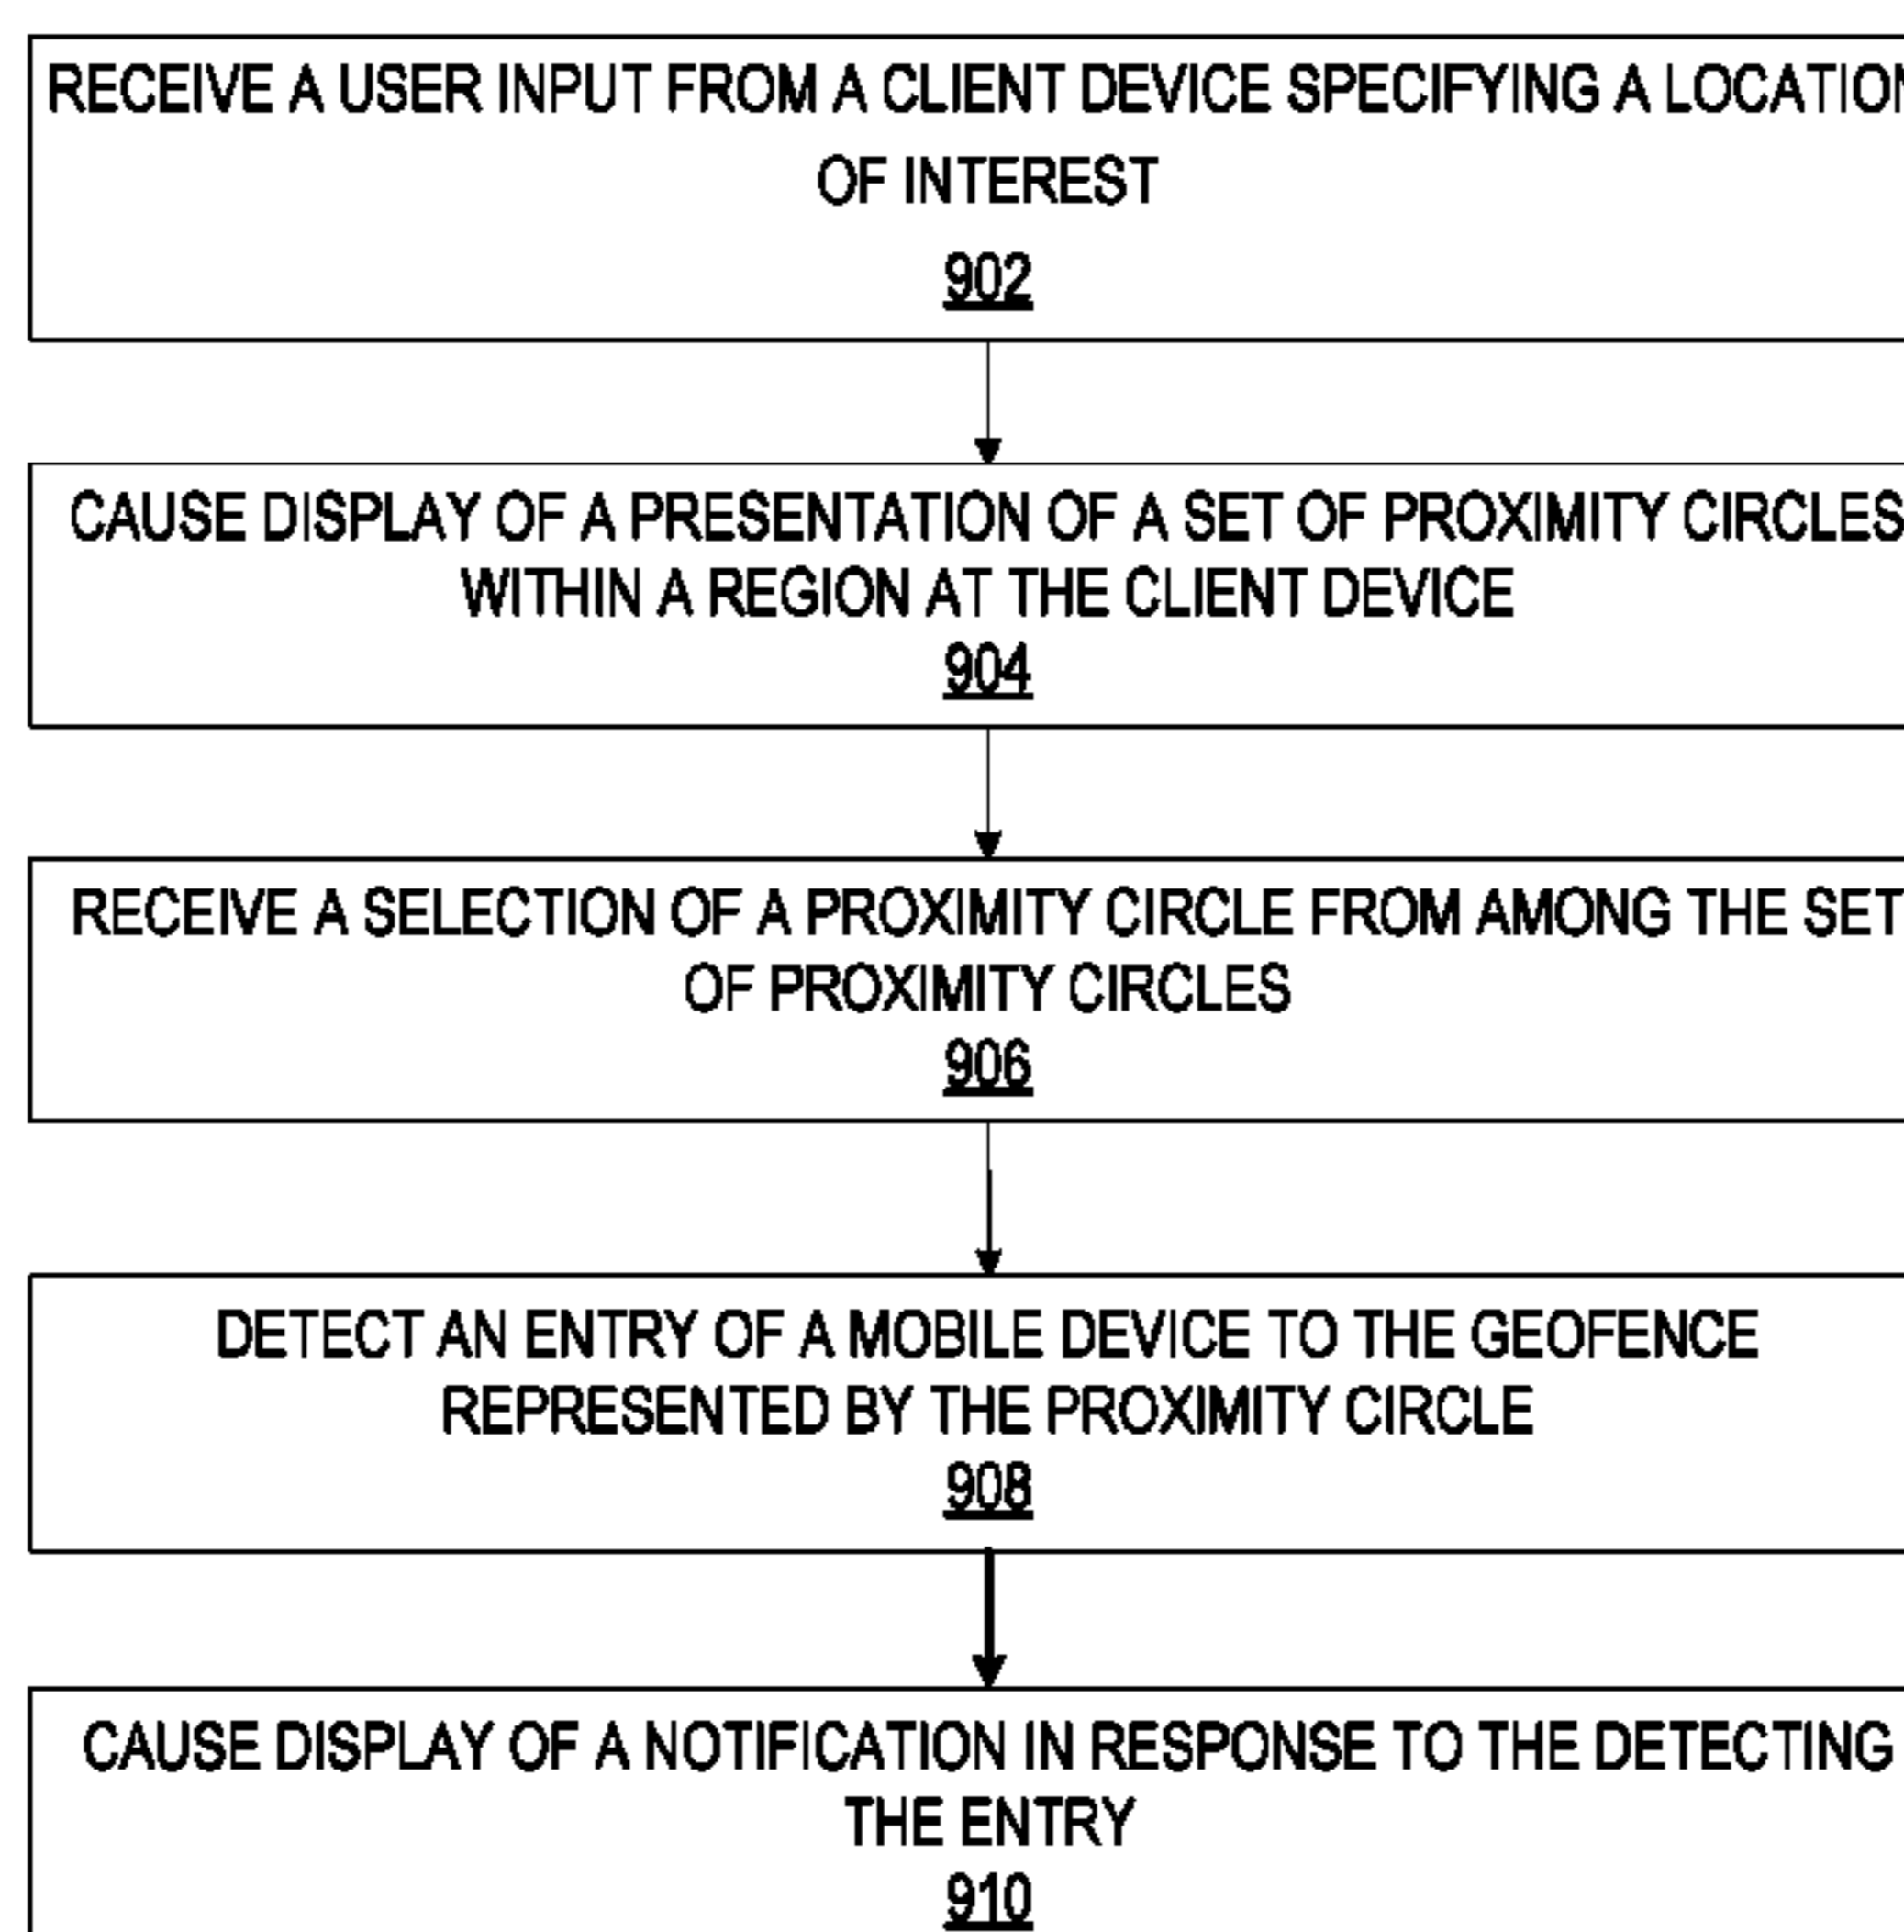 RECEIVE A USER INPUT FROM A CLIENT DEVICE SPECIFYING A LOCATION
OF INTEREST
902
CAUSE DISPLAY OF A PRESENTATION OF A SET OF PROXIMITY CIRCLES
WITHIN A REGION AT THE CLIENT DEVICE
904
RECEIVE A SELECTION OF A PROXIMITY CIRCLE FROM AMONG THE SET
OF PROXIMITY CIRCLES
906
DETECT AN ENTRY OF A MOBILE DEVICE TO THE GEOFENCE
REPRESENTED BY THE PROXIMITY CIRCLE
908
CAUSE DISPLAY OF A NOTIFICATION IN RESPONSE TO THE DETECTING
THE ENTRY
910